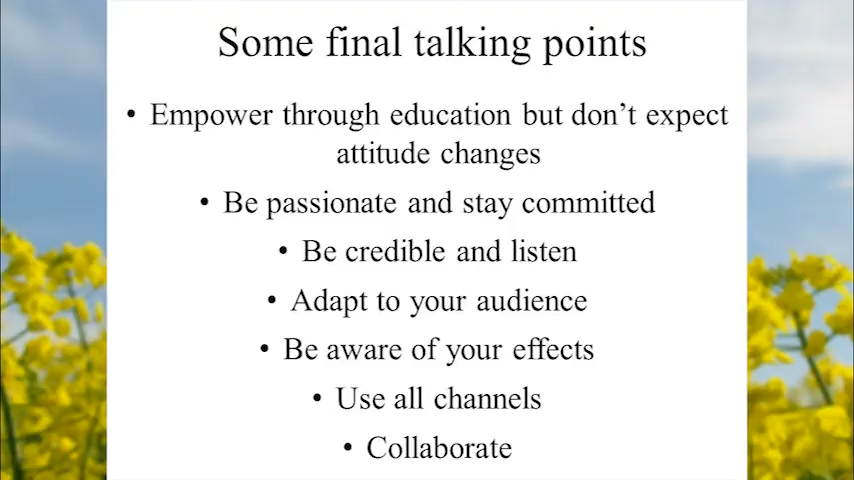 Some final talking points
• Empower through education but don't expect
attitude changes
• Be passionate and stay committed
• Be credible and listen
• Adapt to your audience
• Be aware of your effects
• Use all channels
• Collaborate